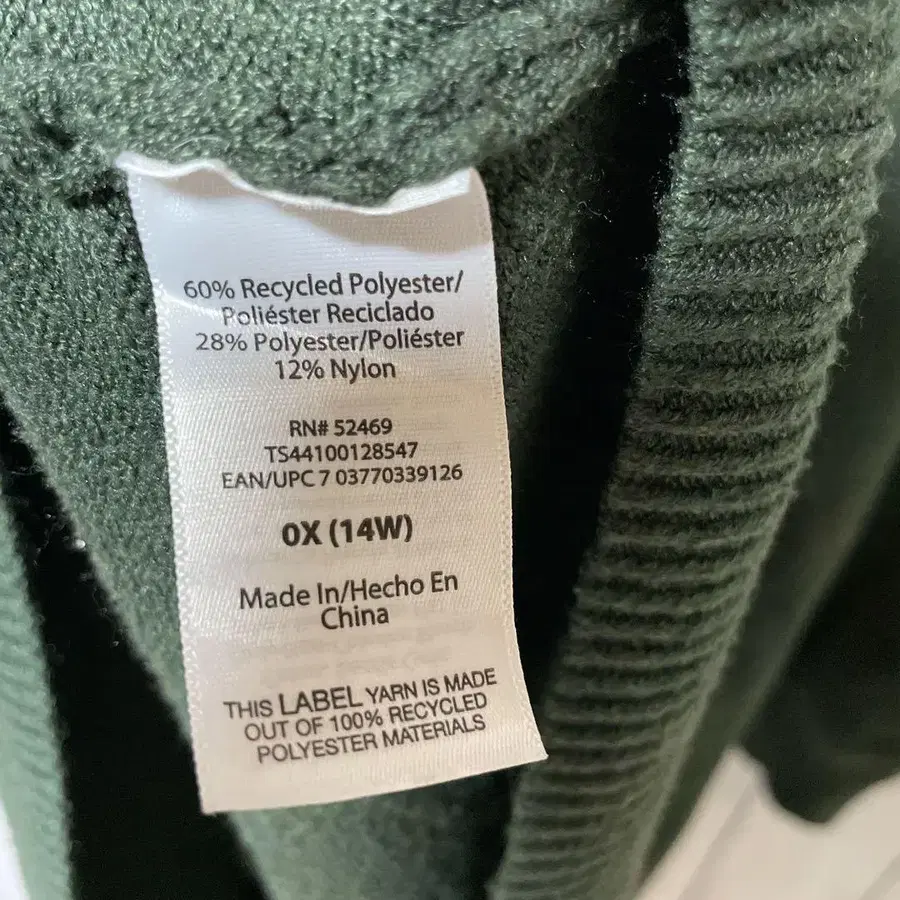 60% Recycled Polyester/
Poliéster Reciclado
28% Polyester/Poliéster
12% Nylon
RN# 52469
TS44100128547
EAN/UPC 7 03770339126
0X (14W)
Made In/Hecho En
China
THIS LABEL YARN IS MADE
OUT OF 100% RECYCLED
POLYESTER MATERIALS